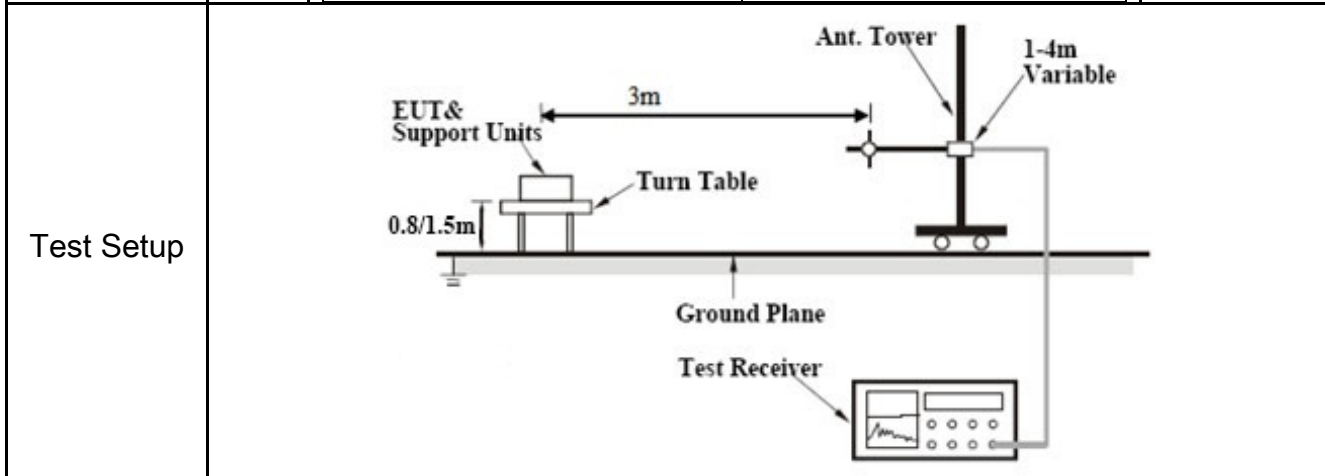 Test Setup
Ant. Tower
1-4m
Variable
3m
EUT&
Support Units
Turn Table
0.8/1.5m
Ground Plane
Test Receiver